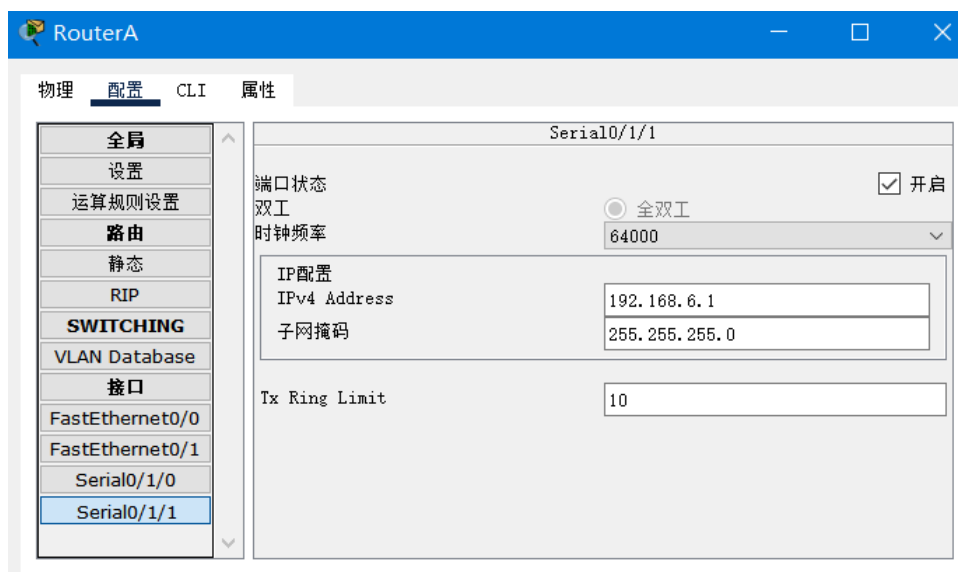 RouterA
物理 配置 CLI 属性
全局
设置
运算规则设置
路由
静态
RIP
SWITCHING
VLAN Database
接口
FastEthernet0/0
FastEthernet0/1
Serial0/1/0
Serial0/1/1
Serial0/1/1
端口状态 开启
双工 全双工
时钟频率 64000
IP配置
IPv4 Address 192.168.6.1
子网掩码 255.255.255.0
Tx Ring Limit 10